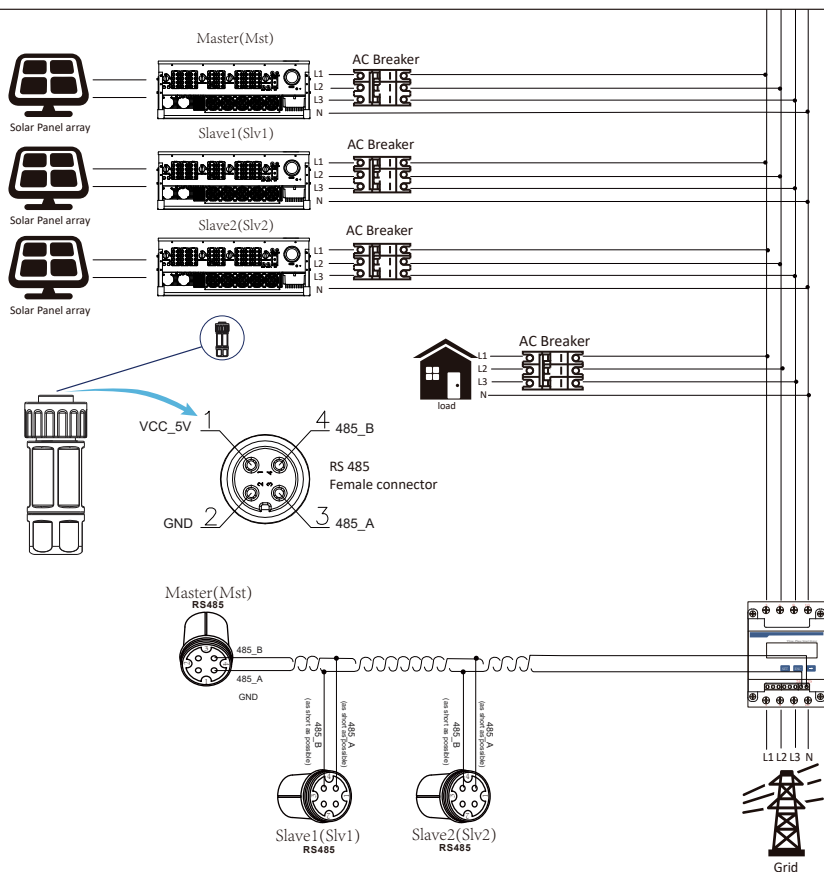 Master(Mst)
AC Breaker
L1
L2
L3
N
Solar Panel array
Slave1(Slv1)
AC Breaker
L1
L2
L3
N
Solar Panel array
Slave2(Slv2)
AC Breaker
L1
L2
L3
N
Solar Panel array
AC Breaker
L1
L2
L3
N
load
VCC_5V 1
4 485_B
1 4
2 3
RS 485
Female connector
GND 2
3 485_A
Master(Mst)
RS485
485_B
485_A
GND
485_B
(as short as possible)
485_A
(as short as possible)
485_B
(as short as possible)
485_A
(as short as possible)
Slave1(Slv1)
RS485
Slave2(Slv2)
RS485
L1 L2 L3 N
Grid